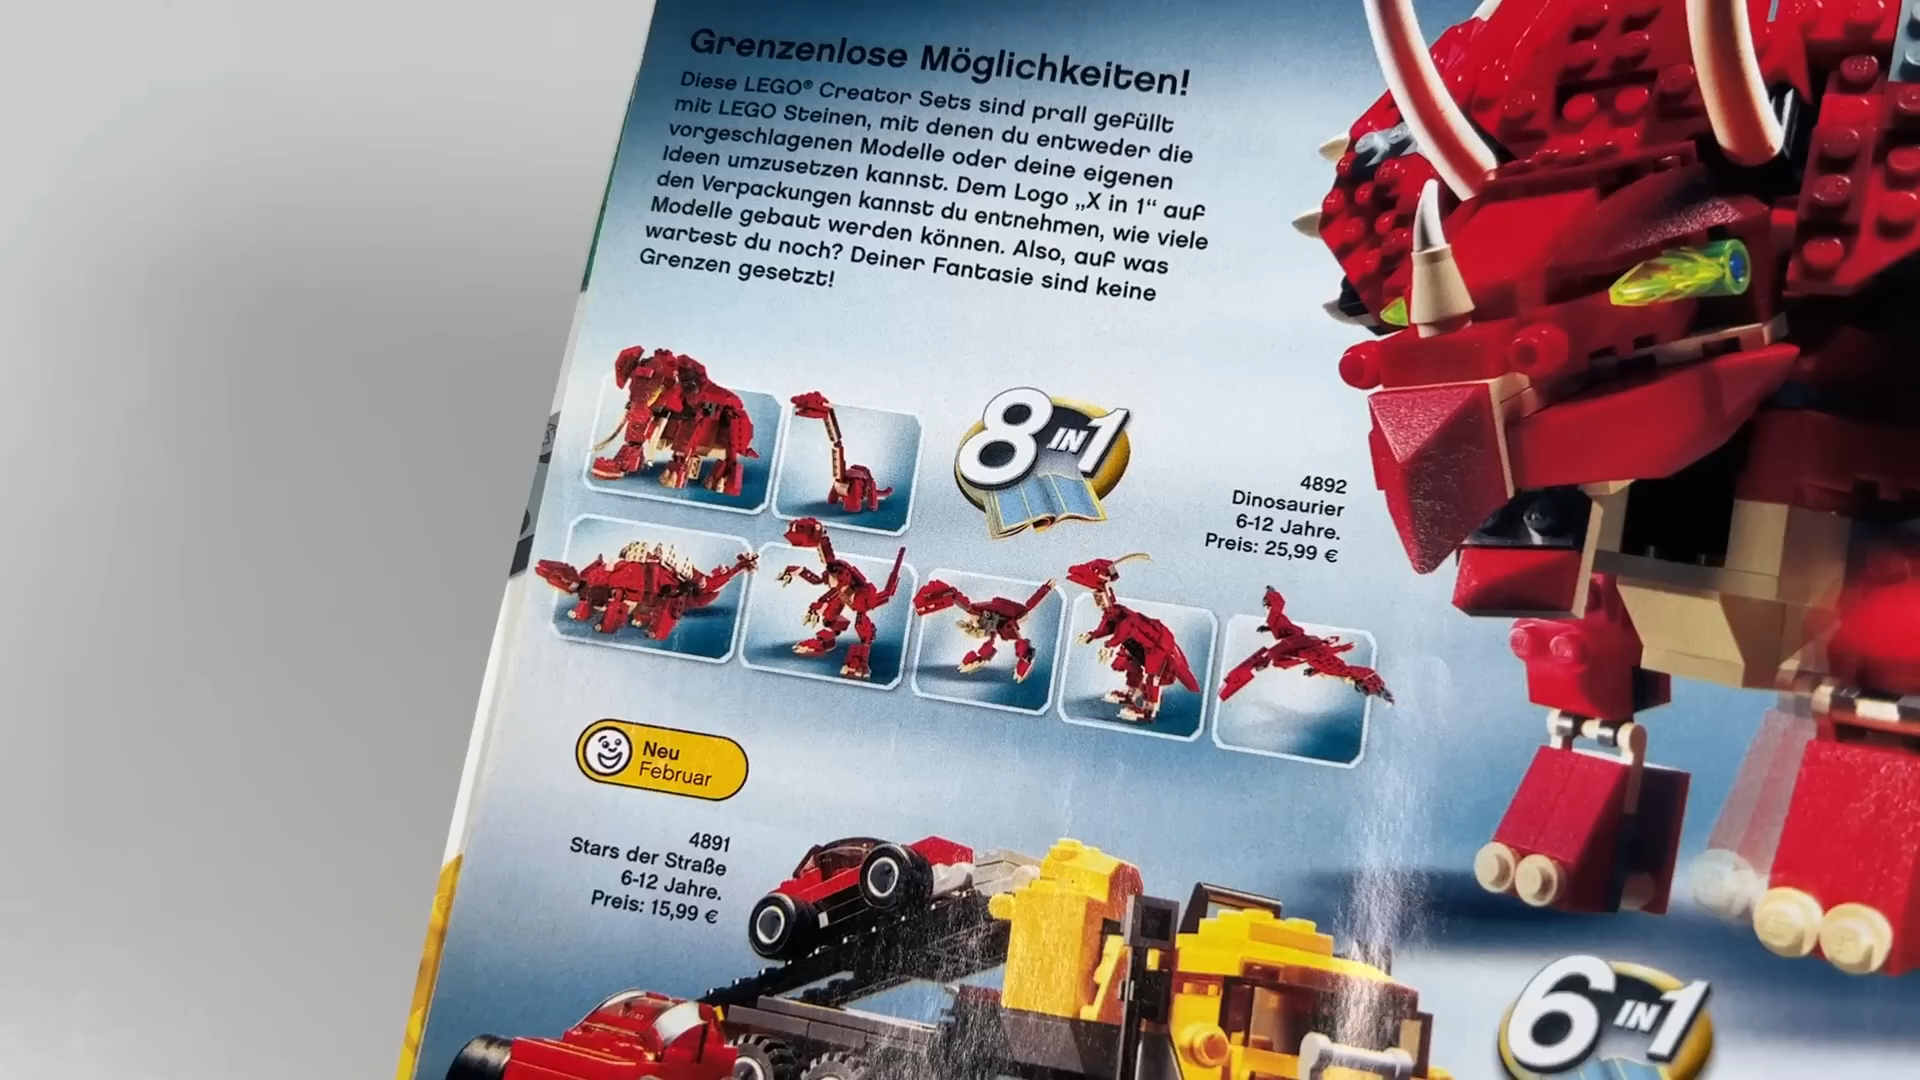 Grenzenlose Möglichkeiten!
Diese LEGO® Creator Sets sind prall gefüllt
mit LEGO Steinen, mit denen du entweder die
vorgeschlagenen Modelle oder deine eigenen
Ideen umzusetzen kannst. Dem Logo „X in 1“ auf
den Verpackungen kannst du entnehmen, wie viele
Modelle gebaut werden können. Also, auf was
wartest du noch? Deiner Fantasie sind keine
Grenzen gesetzt!
8 IN 1
4892
Dinosaurier
6-12 Jahre.
Preis: 25,99 €
Neu
Februar
4891
Stars der Straße
6-12 Jahre.
Preis: 15,99 €
6 IN 1